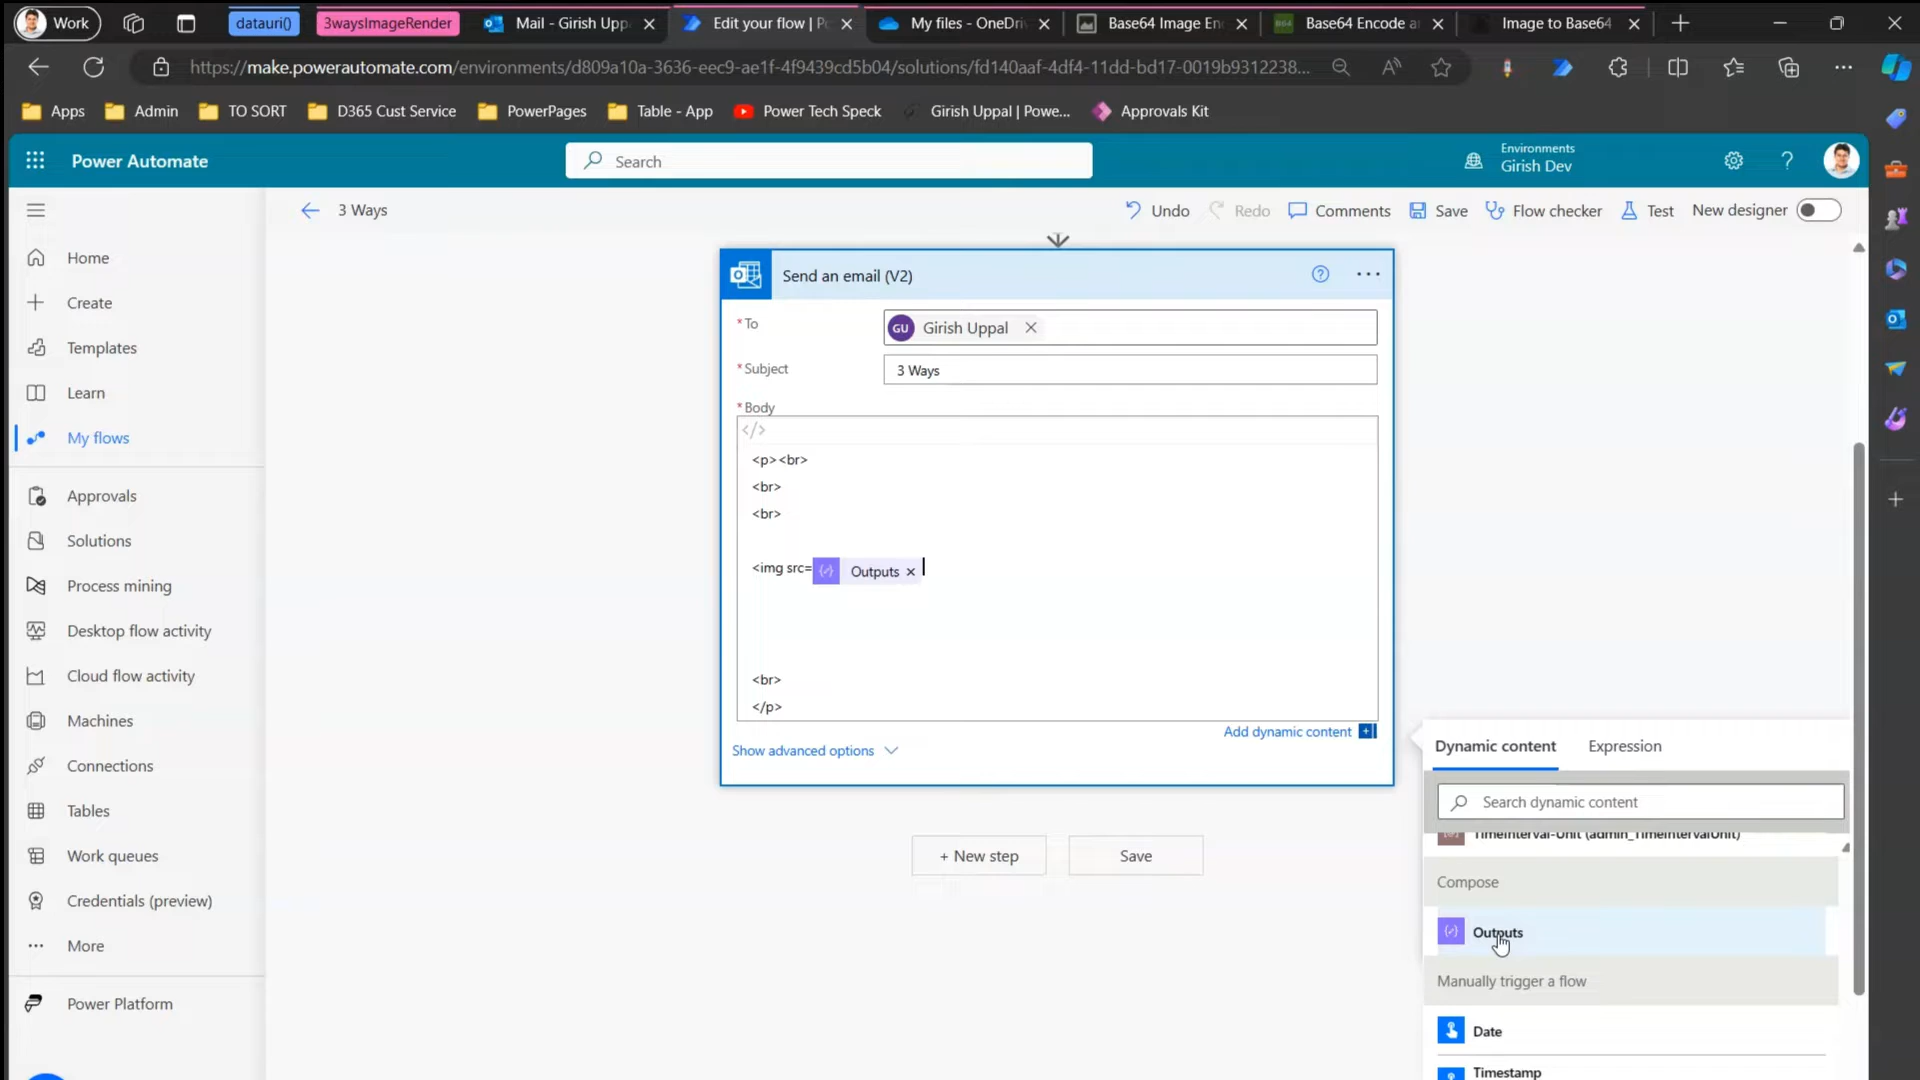 Work
datauri()
3waysImageRender
Mail - Girish Upp
Edit your flow | P
My files - OneDri
Base64 Image En
Base64 Encode a
Image to Base64
https://make.powerautomate.com/environments/d809a10a-3636-eec9-ae1f-4f9439cd5b04/solutions/fd140aaf-4df4-11dd-bd17-0019b9312238...
Apps
Admin
TO SORT
D365 Cust Service
PowerPages
Table - App
Power Tech Speck
Girish Uppal | Powe...
Approvals Kit
Power Automate
Search
Environments
Girish Dev
3 Ways
Undo
Redo
Comments
Save
Flow checker
Test
New designer
Home
Create
Templates
Learn
My flows
Approvals
Solutions
Process mining
Desktop flow activity
Cloud flow activity
Machines
Connections
Tables
Work queues
Credentials (preview)
More
Power Platform
Send an email (V2)
* To
GU Girish Uppal
* Subject
3 Ways
* Body
</>
<p><br>
<br>
<br>
<img src= Outputs
<br>
</p>
Add dynamic content
Show advanced options
+ New step
Save
Dynamic content
Expression
Search dynamic content
TimeInterval-Unit (admin_TimeIntervalUnit)
Compose
Outputs
Manually trigger a flow
Date
Timestamp